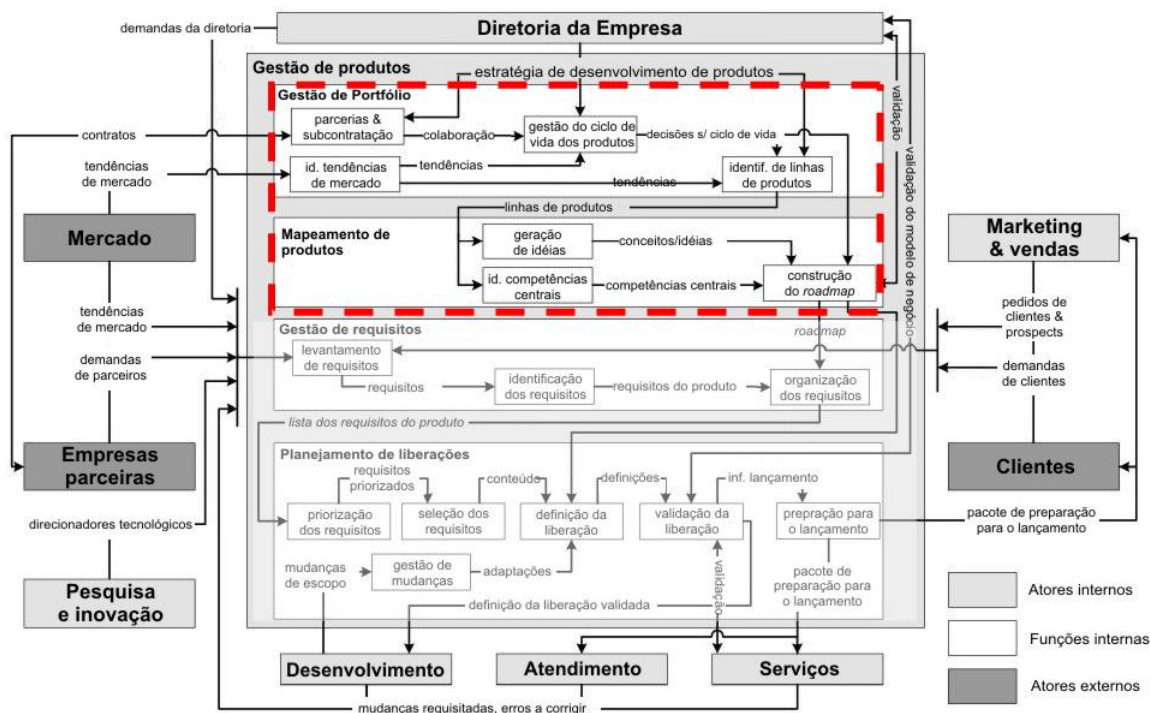 Diretoria da Empresa
demandas da diretoria
Gestão de produtos
estratégia de desenvolvimento de produtos
Gestão de Portfólio
parcerias &
subcontratação
contratos
colaboração
gestão do ciclo de
vida dos produtos
decisões s/ ciclo de vida
validação
validação do modelo de negócio
tendências
de mercado
id. tendências
de mercado
tendências
tendências
identif. de linhas
de produtos
linhas de produtos
Mercado
Mapeamento de
produtos
geração
de idéias
conceitos/idéias
id. competências
centrais
competências centrais
construção
do roadmap
Marketing
& vendas
tendências
de mercado
demandas
de parceiros
pedidos de
clientes &
prospects
demandas
de clientes
Gestão de requisitos
roadmap
levantamento
de requisitos
requisitos
identificação
dos requisitos
requisitos do produto
organização
dos reqiusitos
lista dos requisitos do produto
Empresas
parceiras
Clientes
Planejamento de liberações
requisitos
priorizados
conteúdo
definições
inf. lançamento
priorização
dos requisitos
seleção dos
requisitos
definição da
liberação
validação da
liberação
prepração para
o lançamento
direcionadores tecnológicos
pacote de preparação
para o lançamento
mudanças
de escopo
gestão de
mudanças
adaptações
validação
pacote de
preparação para
o lançamento
definição da liberação validada
Pesquisa
e inovação
Desenvolvimento
Atendimento
Serviços
mudanças requisitadas, erros a corrigir
Atores internos
Funções internas
Atores externos